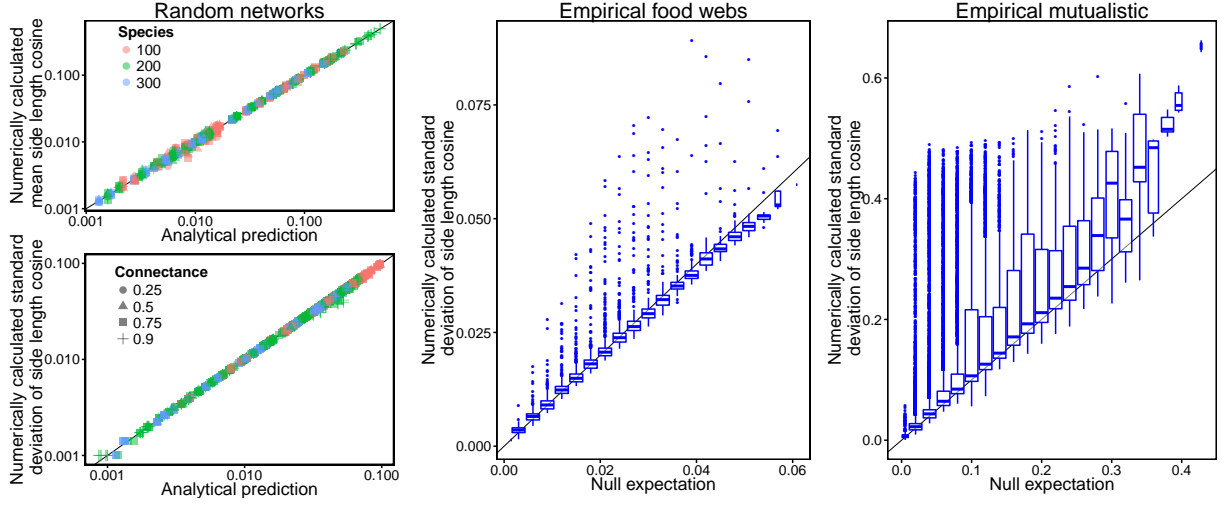 Random networks
Numerically calculated
mean side length cosine
0.100
0.010
0.001
Species
100
200
300
0.001
0.010
0.100
Analytical prediction
Numerically calculated standard
deviation of side length cosine
0.100
0.010
0.001
Connectance
0.25
0.5
0.75
0.9
0.001
0.010
0.100
Analytical prediction
Empirical food webs
Numerically calculated standard
deviation of side length cosine
0.075
0.050
0.025
0.000
0.00
0.02
0.04
0.06
Null expectation
Empirical mutualistic
Numerically calculated standard
deviation of side length cosine
0.6
0.4
0.2
0.0
0.0
0.1
0.2
0.3
0.4
Null expectation